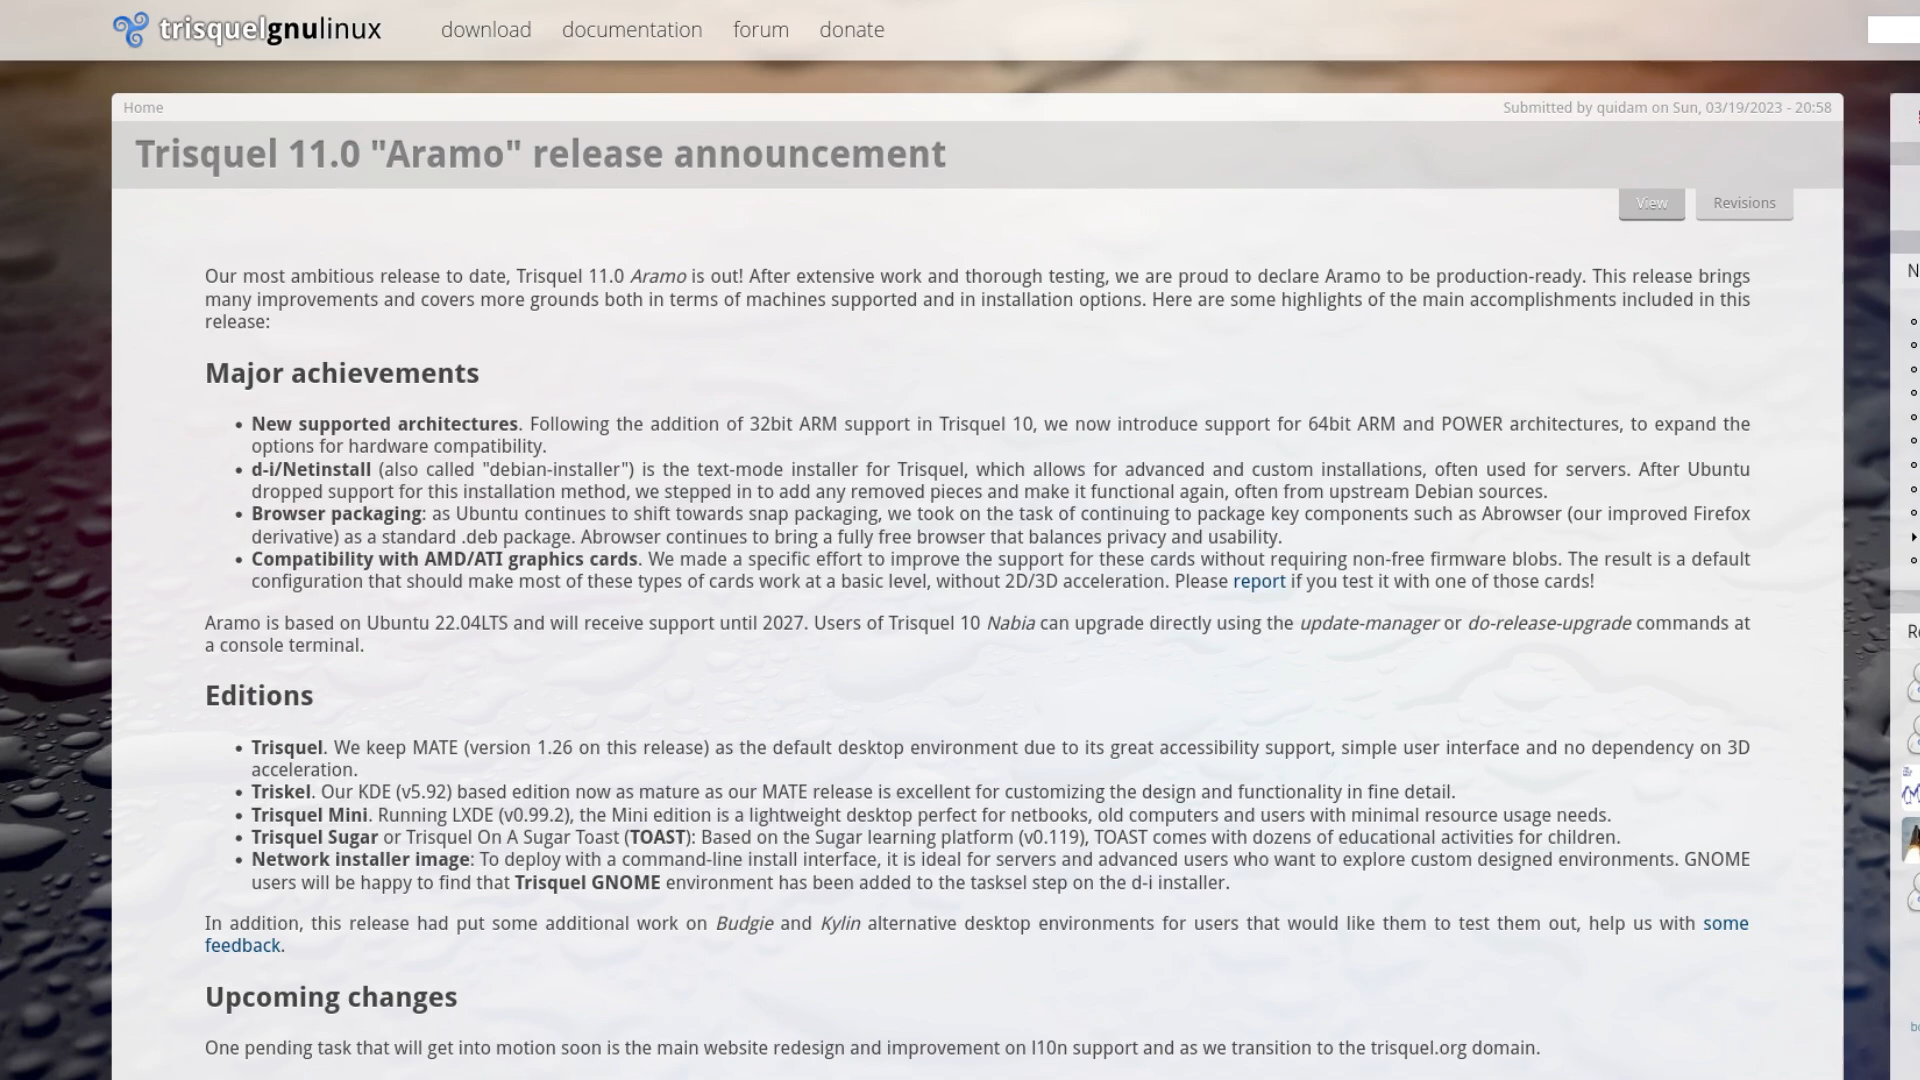 trisquelgnulinux download documentation forum donate
Home Submitted by quidam on Sun, 03/19/2023 - 20:58
Trisquel 11.0 "Aramo" release announcement
View Revisions
Our most ambitious release to date, Trisquel 11.0 Aramo is out! After extensive work and thorough testing, we are proud to declare Aramo to be production-ready. This release brings
many improvements and covers more grounds both in terms of machines supported and in installation options. Here are some highlights of the main accomplishments included in this
release:
Major achievements
• New supported architectures. Following the addition of 32bit ARM support in Trisquel 10, we now introduce support for 64bit ARM and POWER architectures, to expand the
options for hardware compatibility.
• d-i/Netinstall (also called "debian-installer") is the text-mode installer for Trisquel, which allows for advanced and custom installations, often used for servers. After Ubuntu
dropped support for this installation method, we stepped in to add any removed pieces and make it functional again, often from upstream Debian sources.
• Browser packaging: as Ubuntu continues to shift towards snap packaging, we took on the task of continuing to package key components such as Abrowser (our improved Firefox
derivative) as a standard .deb package. Abrowser continues to bring a fully free browser that balances privacy and usability.
• Compatibility with AMD/ATI graphics cards. We made a specific effort to improve the support for these cards without requiring non-free firmware blobs. The result is a default
configuration that should make most of these types of cards work at a basic level, without 2D/3D acceleration. Please report if you test it with one of those cards!
Aramo is based on Ubuntu 22.04LTS and will receive support until 2027. Users of Trisquel 10 Nabia can upgrade directly using the update-manager or do-release-upgrade commands at
a console terminal.
Editions
• Trisquel. We keep MATE (version 1.26 on this release) as the default desktop environment due to its great accessibility support, simple user interface and no dependency on 3D
acceleration.
• Triskel. Our KDE (v5.92) based edition now as mature as our MATE release is excellent for customizing the design and functionality in fine detail.
• Trisquel Mini. Running LXDE (v0.99.2), the Mini edition is a lightweight desktop perfect for netbooks, old computers and users with minimal resource usage needs.
• Trisquel Sugar or Trisquel On A Sugar Toast (TOAST): Based on the Sugar learning platform (v0.119), TOAST comes with dozens of educational activities for children.
• Network installer image: To deploy with a command-line install interface, it is ideal for servers and advanced users who want to explore custom designed environments. GNOME
users will be happy to find that Trisquel GNOME environment has been added to the tasksel step on the d-i installer.
In addition, this release had put some additional work on Budgie and Kylin alternative desktop environments for users that would like them to test them out, help us with some
feedback.
Upcoming changes
One pending task that will get into motion soon is the main website redesign and improvement on l10n support and as we transition to the trisquel.org domain.